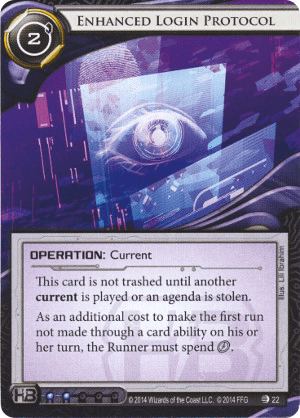 2
ENHANCED LOGIN PROTOCOL
OPERATION: Current
This card is not trashed until another
current is played or an agenda is stolen.
As an additional cost to make the first run
not made through a card ability on his or
her turn, the Runner must spend
Illus. Lili Ibrahim
HB
© 2014 Wizards of the Coast LLC. © 2014 FFG
22